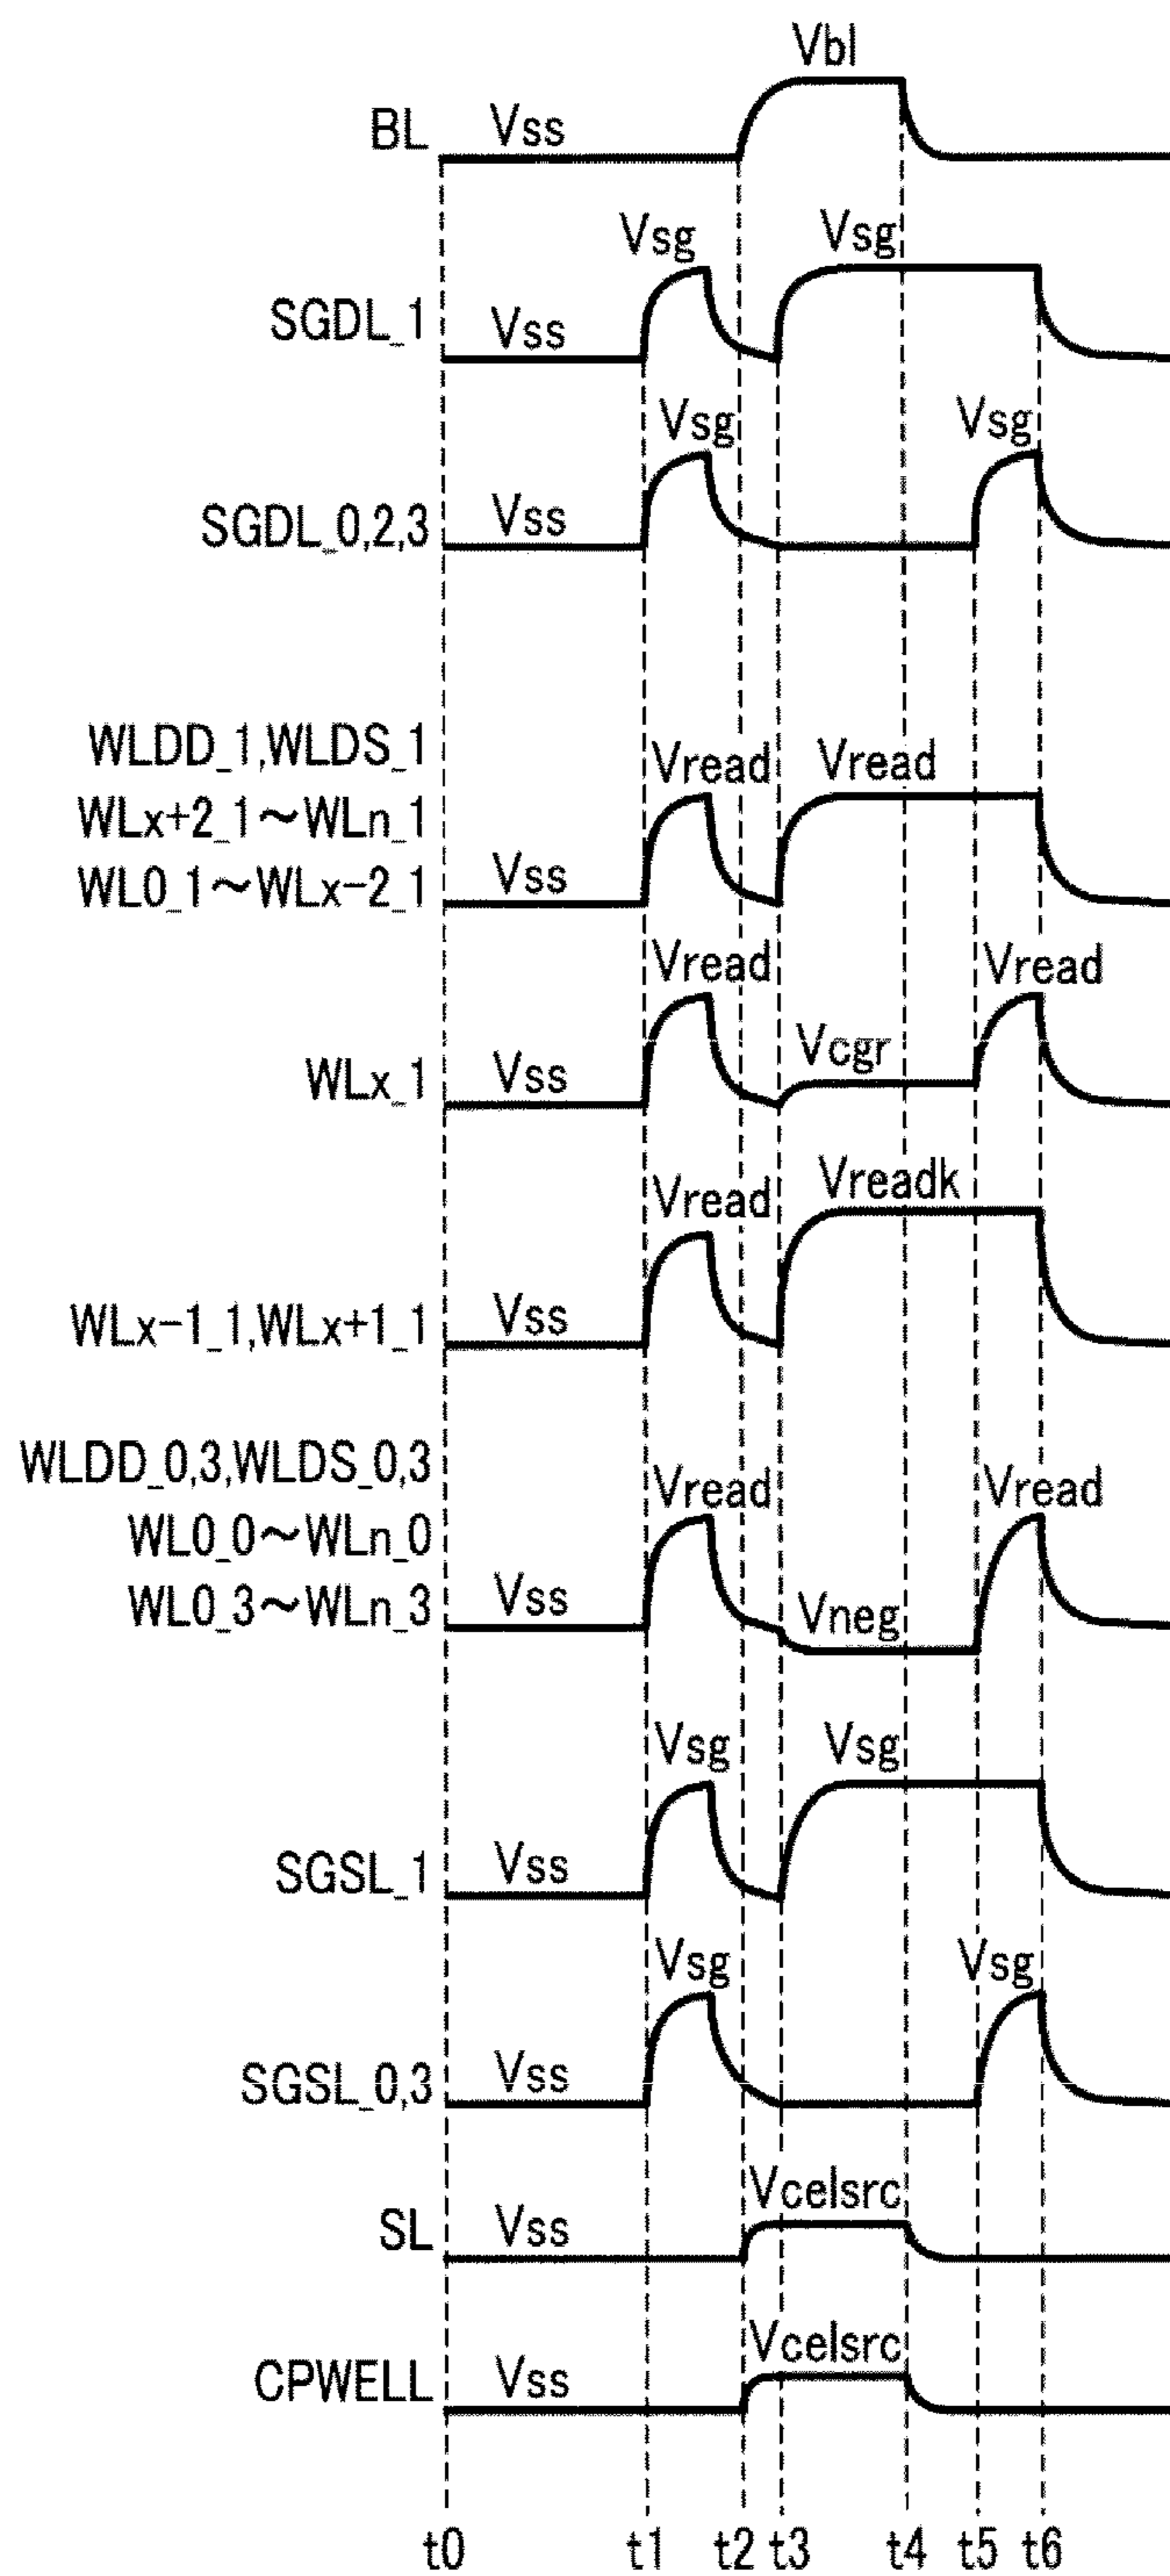 Vbl
BL Vss
Vsg Vsg
SGDL_1 Vss
Vsg Vsg
SGDL_0,2,3 Vss
WLDD_1,WLDS_1 Vread Vread
WLx+2_1~WLn_1
WL0_1~WLx-2_1 Vss
Vread Vread
Vcgr
WLx_1 Vss
Vread Vreadk
WLx-1_1,WLx+1_1 Vss
WLDD_0,3,WLDS_0,3 Vread Vread
WL0_0~WLn_0
WL0_3~WLn_3 Vss Vneg
Vsg Vsg
SGSL_1 Vss
Vsg Vsg
SGSL_0,3 Vss
Vcelsrc
SL Vss
Vcelsrc
CPWELL Vss
t0 t1 t2 t3 t4 t5 t6